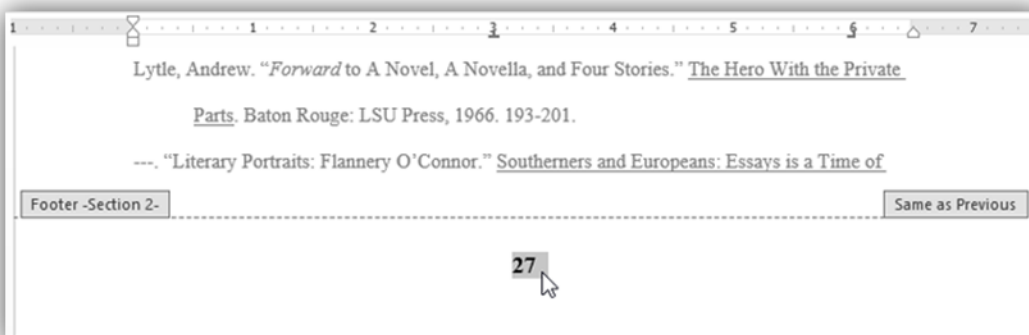 1 1 2 3 4 5 6 7
Lytle, Andrew. “Forward to A Novel, A Novella, and Four Stories.” The Hero With the Private
Parts. Baton Rouge: LSU Press, 1966. 193-201.
---. “Literary Portraits: Flannery O’Connor.” Southerners and Europeans: Essays is a Time of
Footer -Section 2- Same as Previous
27